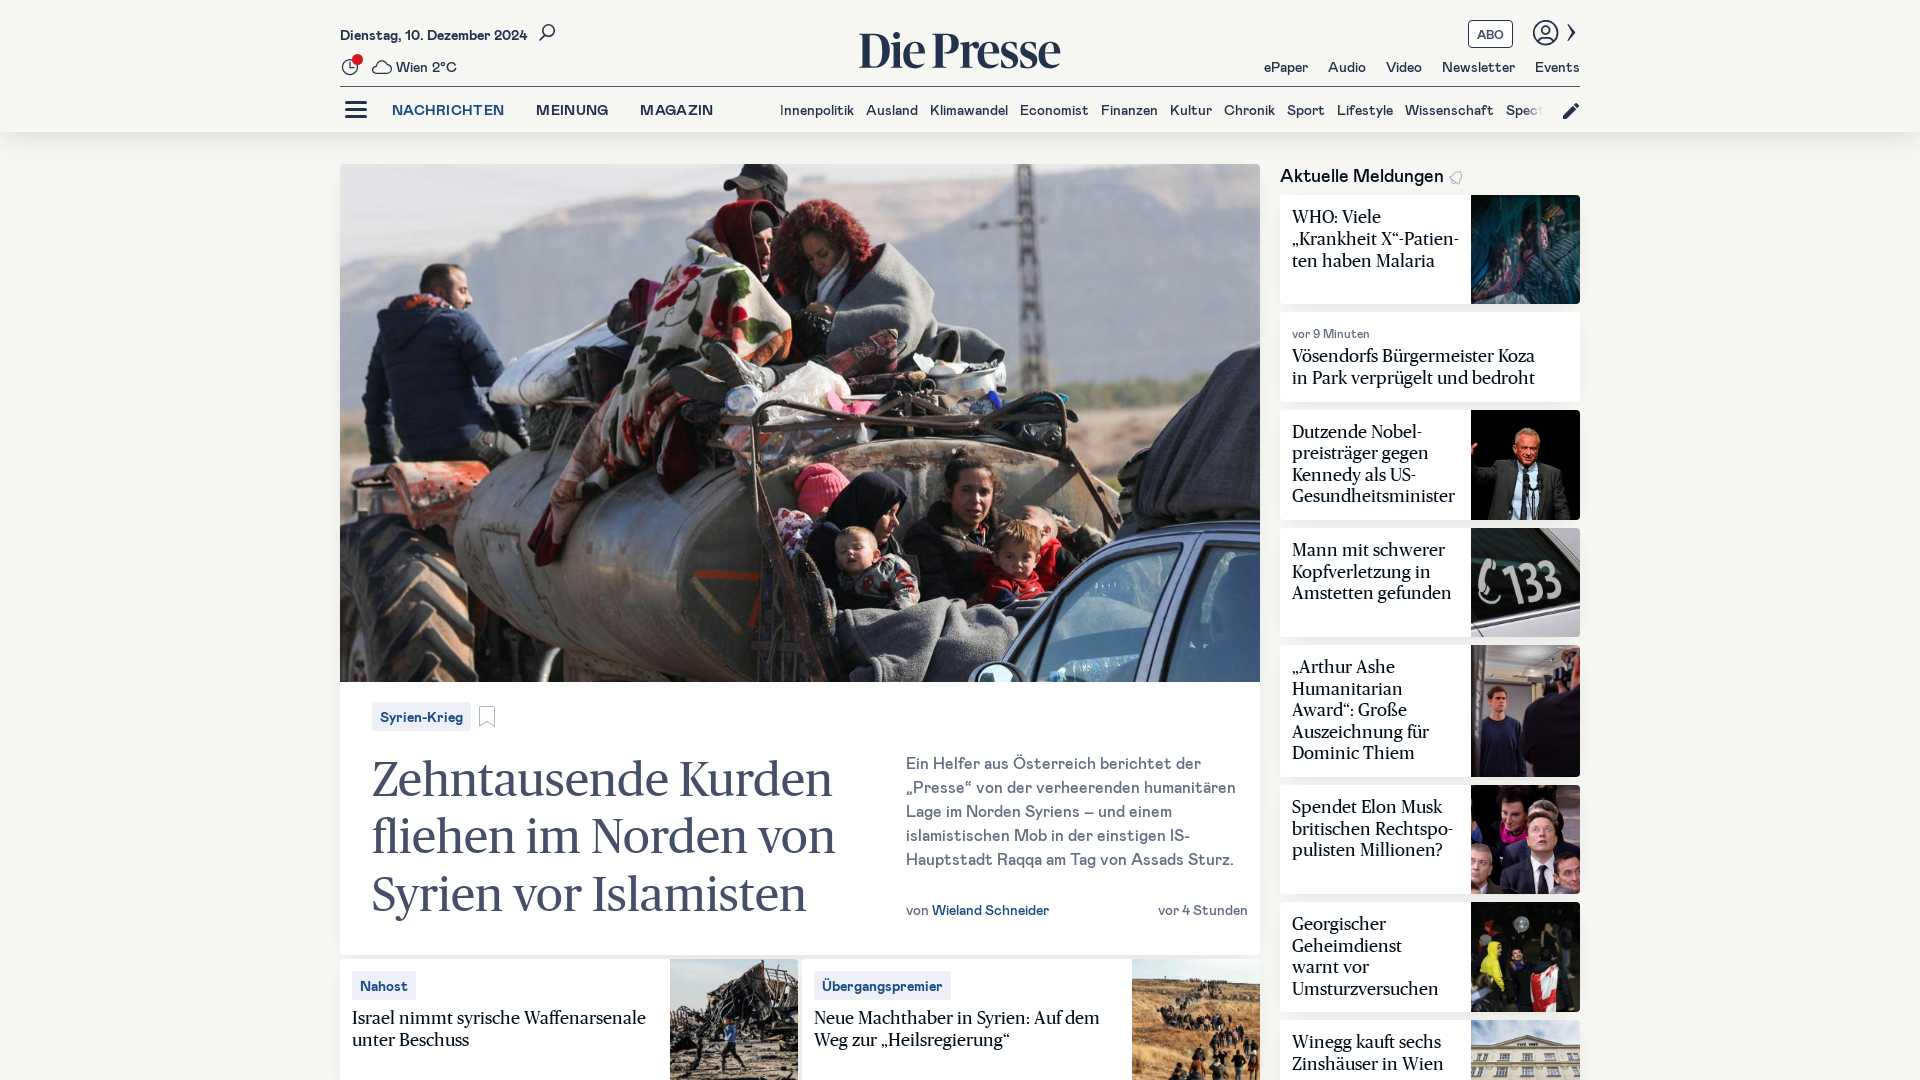 Dienstag, 10. Dezember 2024
Wien 2°C
Die Presse
ABO
ePaper Audio Video Newsletter Events
NACHRICHTEN MEINUNG MAGAZIN
Innenpolitik Ausland Klimawandel Economist Finanzen Kultur Chronik Sport Lifestyle Wissenschaft Spect
Syrien-Krieg
Zehntausende Kurden
fliehen im Norden von
Syrien vor Islamisten
Ein Helfer aus Österreich berichtet der
„Presse“ von der verheerenden humanitären
Lage im Norden Syriens – und einem
islamistischen Mob in der einstigen IS-
Hauptstadt Raqqa am Tag von Assads Sturz.
von Wieland Schneider
vor 4 Stunden
Nahost
Israel nimmt syrische Waffenarsenale
unter Beschuss
Übergangspremier
Neue Machthaber in Syrien: Auf dem
Weg zur „Heilsregierung“
Aktuelle Meldungen
WHO: Viele
„Krankheit X“-Patien-
ten haben Malaria
vor 9 Minuten
Vösendorfs Bürgermeister Koza
in Park verprügelt und bedroht
Dutzende Nobel-
preisträger gegen
Kennedy als US-
Gesundheitsminister
Mann mit schwerer
Kopfverletzung in
Amstetten gefunden
133
„Arthur Ashe
Humanitarian
Award“: Große
Auszeichnung für
Dominic Thiem
Spendet Elon Musk
britischen Rechtspo-
pulisten Millionen?
Georgischer
Geheimdienst
warnt vor
Umsturzversuchen
Winegg kauft sechs
Zinshäuser in Wien